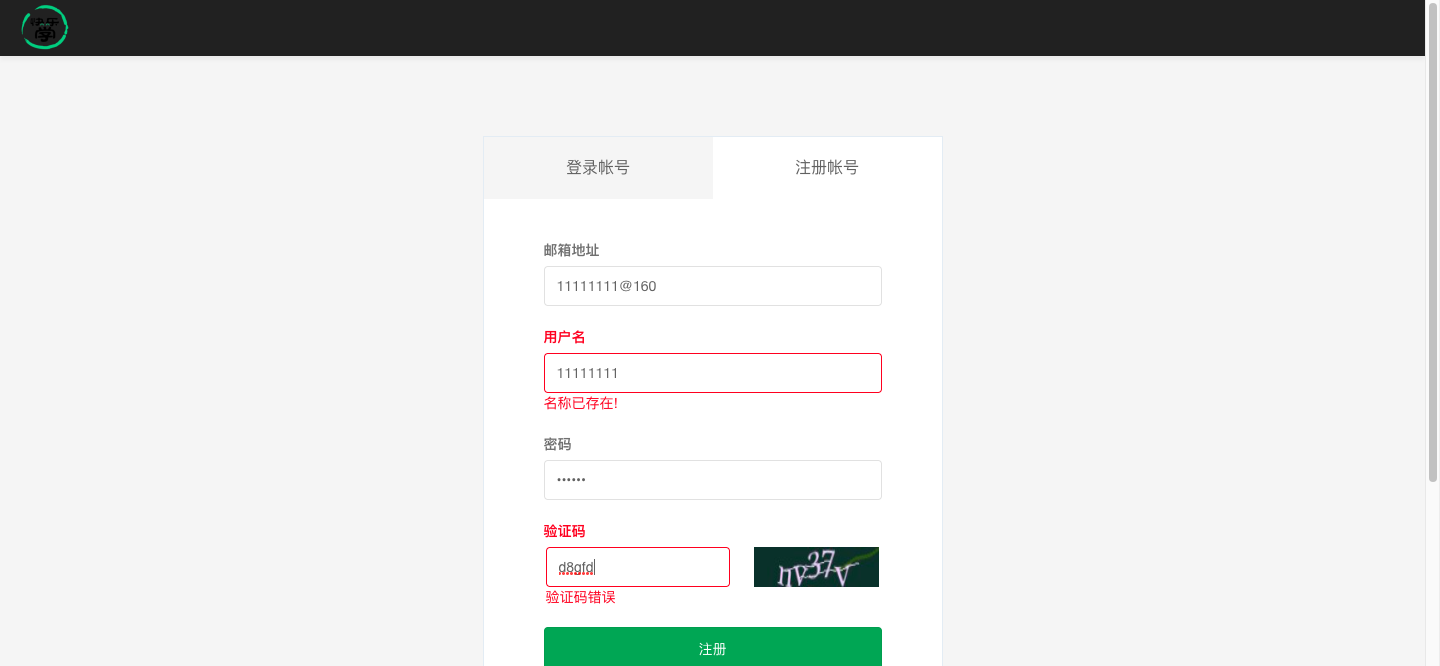 快乐
學
登录帐号
注册帐号
邮箱地址
11111111@160
用户名
11111111
名称已存在!
密码
••••••
验证码
d8gfd
nv37v
验证码错误
注册